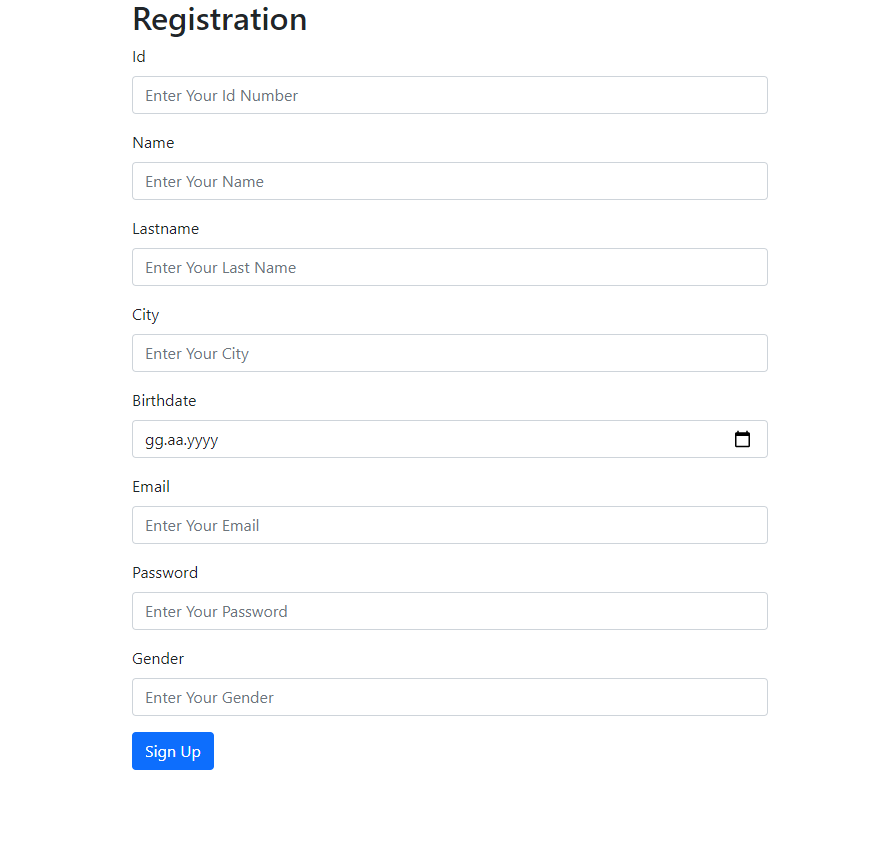 Registration
Id
Enter Your Id Number
Name
Enter Your Name
Lastname
Enter Your Last Name
City
Enter Your City
Birthdate
gg.aa.yyyy
Email
Enter Your Email
Password
Enter Your Password
Gender
Enter Your Gender
Sign Up